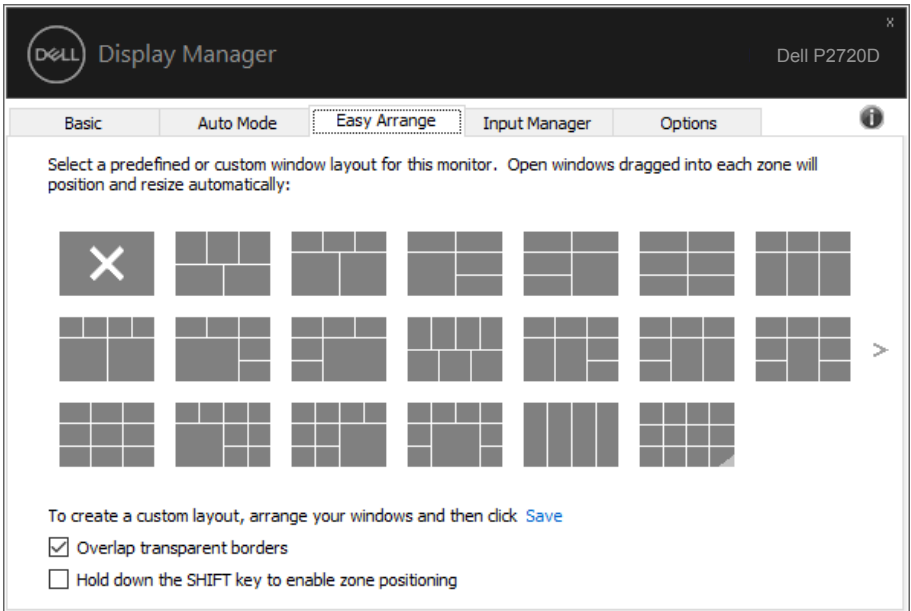 x
DELL Display Manager
Dell P2720D
Basic Auto Mode Easy Arrange Input Manager Options
Select a predefined or custom window layout for this monitor. Open windows dragged into each zone will
position and resize automatically:
>
To create a custom layout, arrange your windows and then click Save
Overlap transparent borders
Hold down the SHIFT key to enable zone positioning